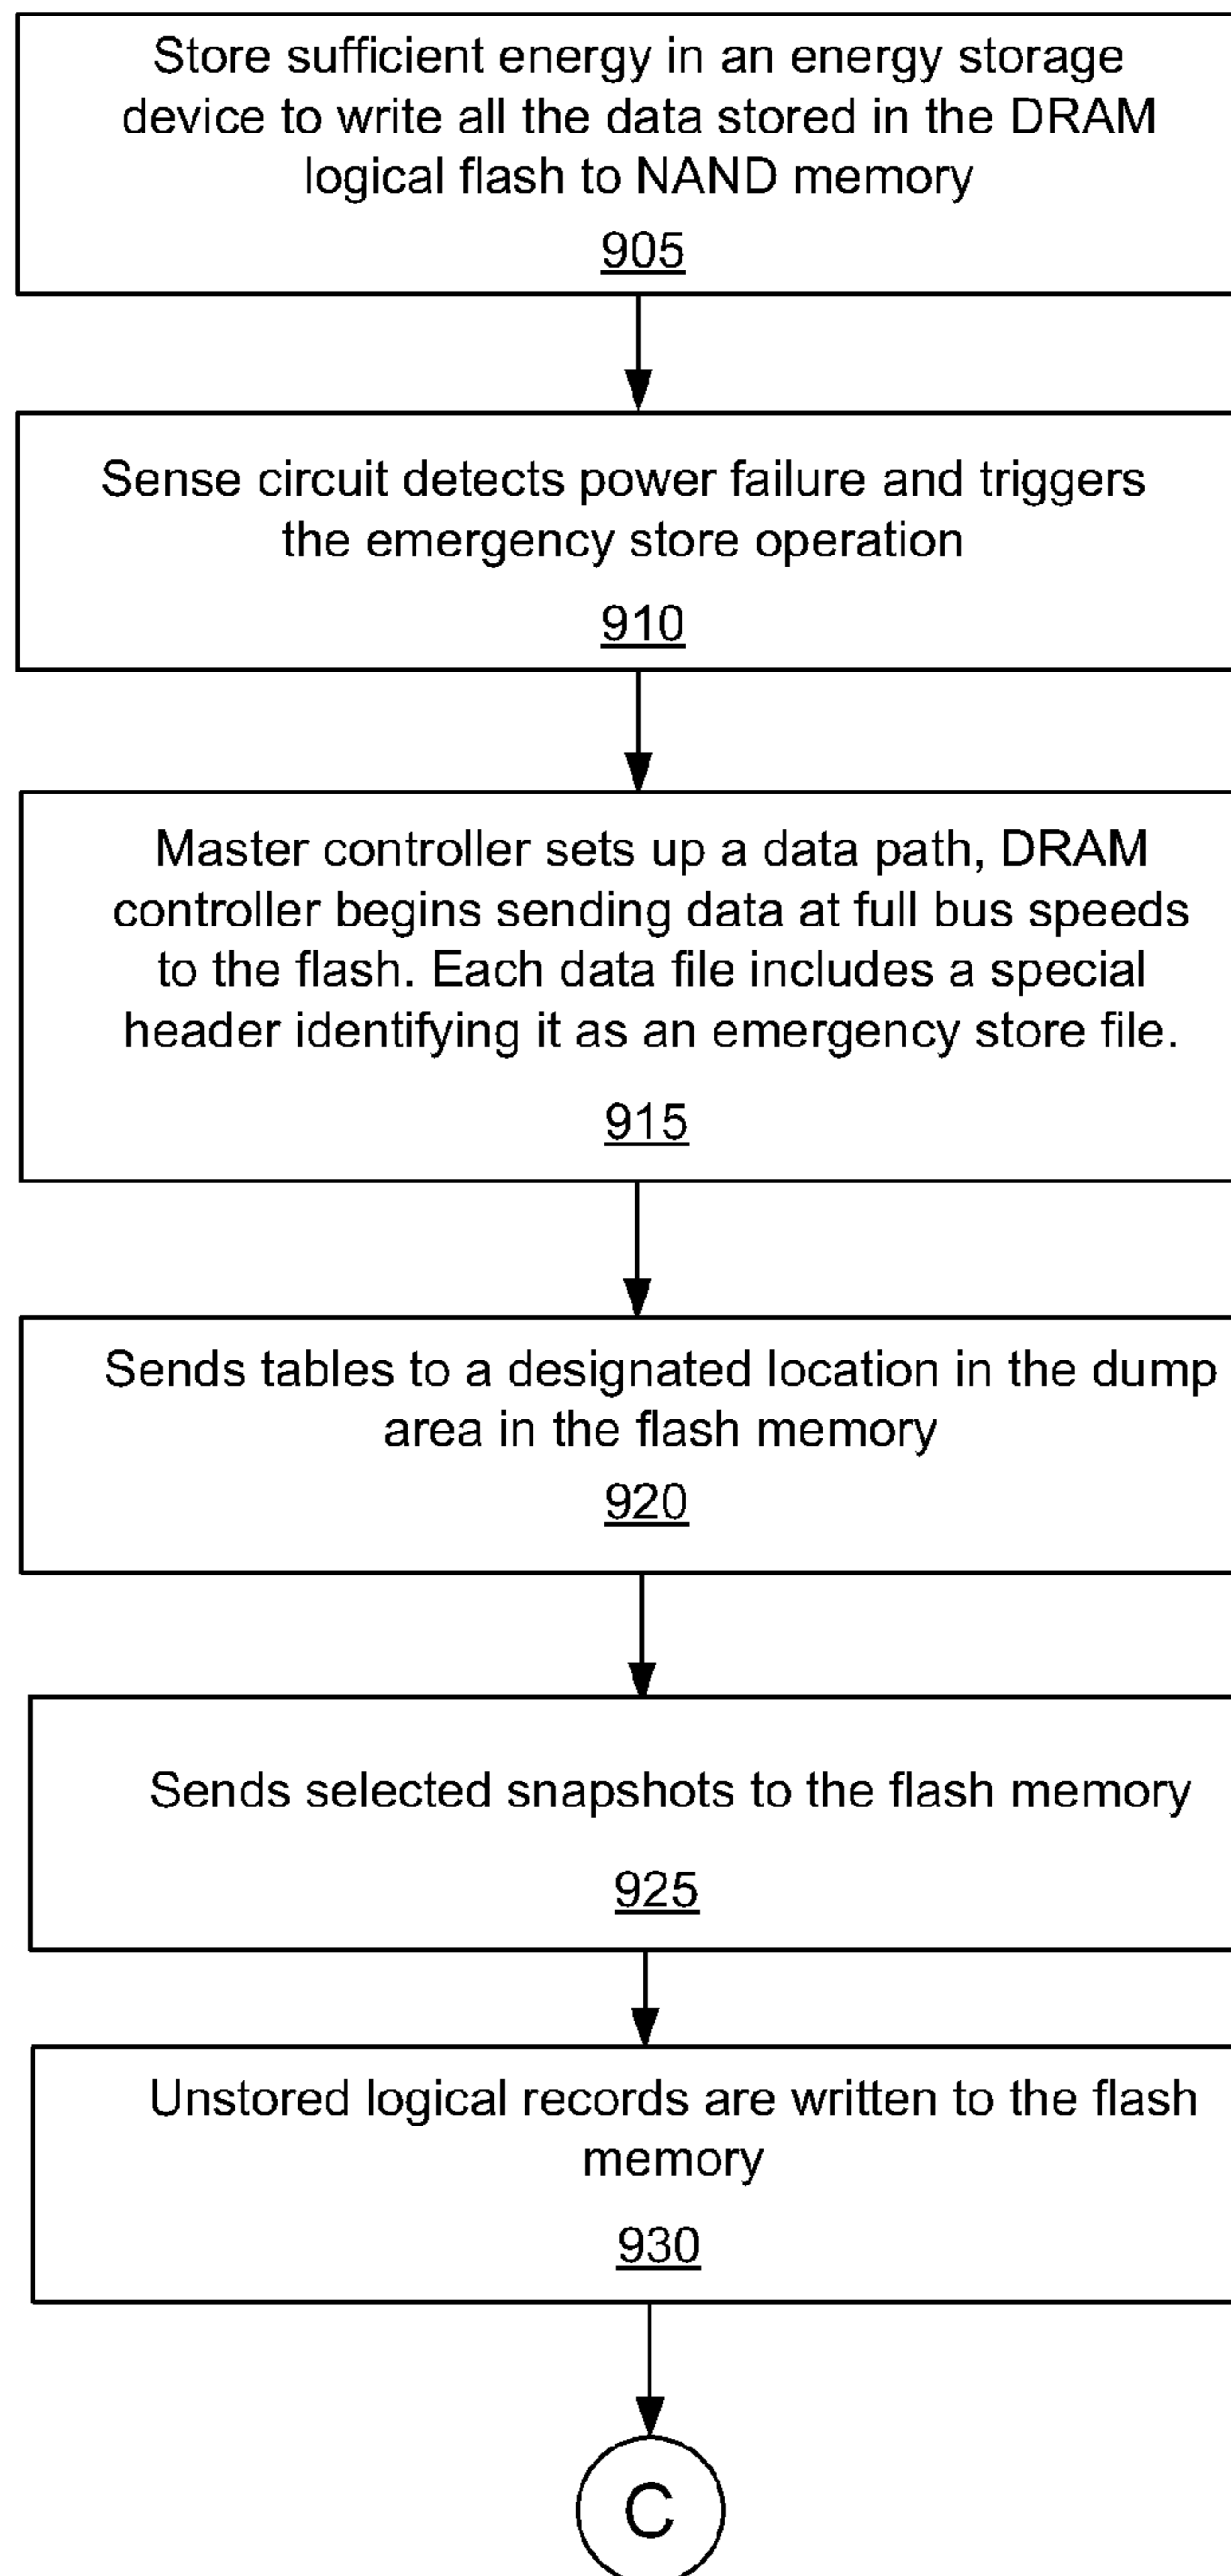 Store sufficient energy in an energy storage
device to write all the data stored in the DRAM
logical flash to NAND memory
905
Sense circuit detects power failure and triggers
the emergency store operation
910
Master controller sets up a data path, DRAM
controller begins sending data at full bus speeds
to the flash. Each data file includes a special
header identifying it as an emergency store file.
915
Sends tables to a designated location in the dump
area in the flash memory
920
Sends selected snapshots to the flash memory
925
Unstored logical records are written to the flash
memory
930
C